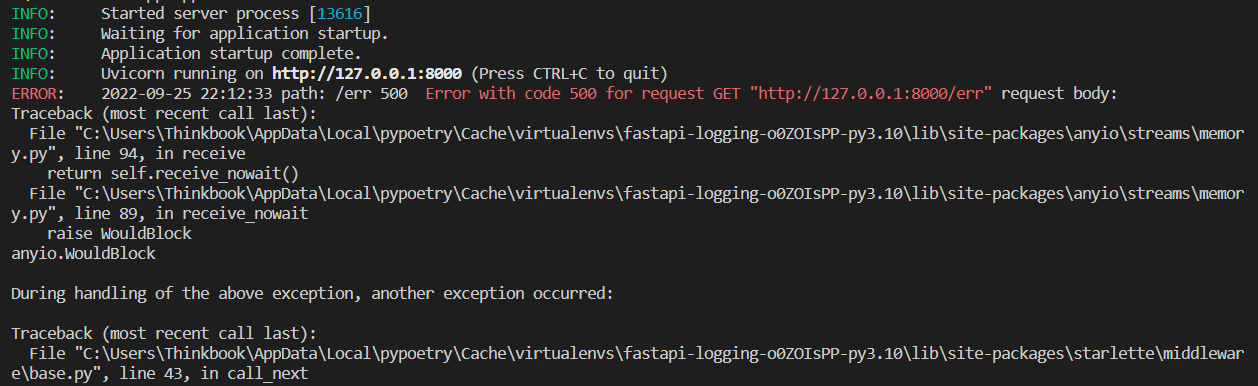 INFO:     Started server process [13616]
INFO:     Waiting for application startup.
INFO:     Application startup complete.
INFO:     Uvicorn running on http://127.0.0.1:8000 (Press CTRL+C to quit)
ERROR:    2022-09-25 22:12:33 path: /err 500  Error with code 500 for request GET "http://127.0.0.1:8000/err" request body:
Traceback (most recent call last):
  File "C:\Users\Thinkbook\AppData\Local\pypoetry\Cache\virtualenvs\fastapi-logging-o0ZOIsPP-py3.10\lib\site-packages\anyio\streams\memor
y.py", line 94, in receive
    return self.receive_nowait()
  File "C:\Users\Thinkbook\AppData\Local\pypoetry\Cache\virtualenvs\fastapi-logging-o0ZOIsPP-py3.10\lib\site-packages\anyio\streams\memor
y.py", line 89, in receive_nowait
    raise WouldBlock
anyio.WouldBlock

During handling of the above exception, another exception occurred:

Traceback (most recent call last):
  File "C:\Users\Thinkbook\AppData\Local\pypoetry\Cache\virtualenvs\fastapi-logging-o0ZOIsPP-py3.10\lib\site-packages\starlette\middlewar
e\base.py", line 43, in call_next